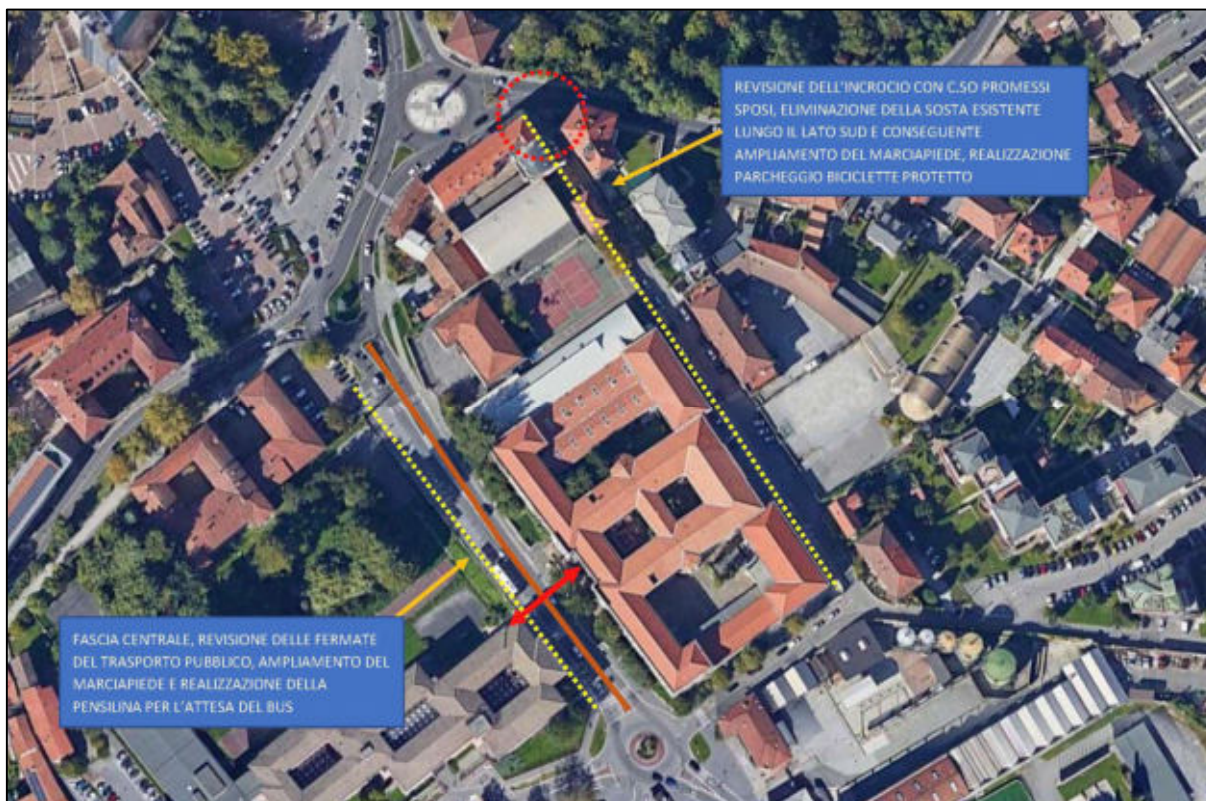 REVISIONE DELL'INCROCIO CON C.SO PROMESSI
SPOSI, ELIMINAZIONE DELLA SOSTA ESISTENTE
LUNGO IL LATO SUD E CONSEGUENTE
AMPLIAMENTO DEL MARCIAPIEDE, REALIZZAZIONE
PARCHEGGIO BICICLETTE PROTETTO
FASCIA CENTRALE, REVISIONE DELLE FERMATE
DEL TRASPORTO PUBBLICO, AMPLIAMENTO DEL
MARCIAPIEDE E REALIZZAZIONE DELLA
PENSILINA PER L'ATTESA DEL BUS